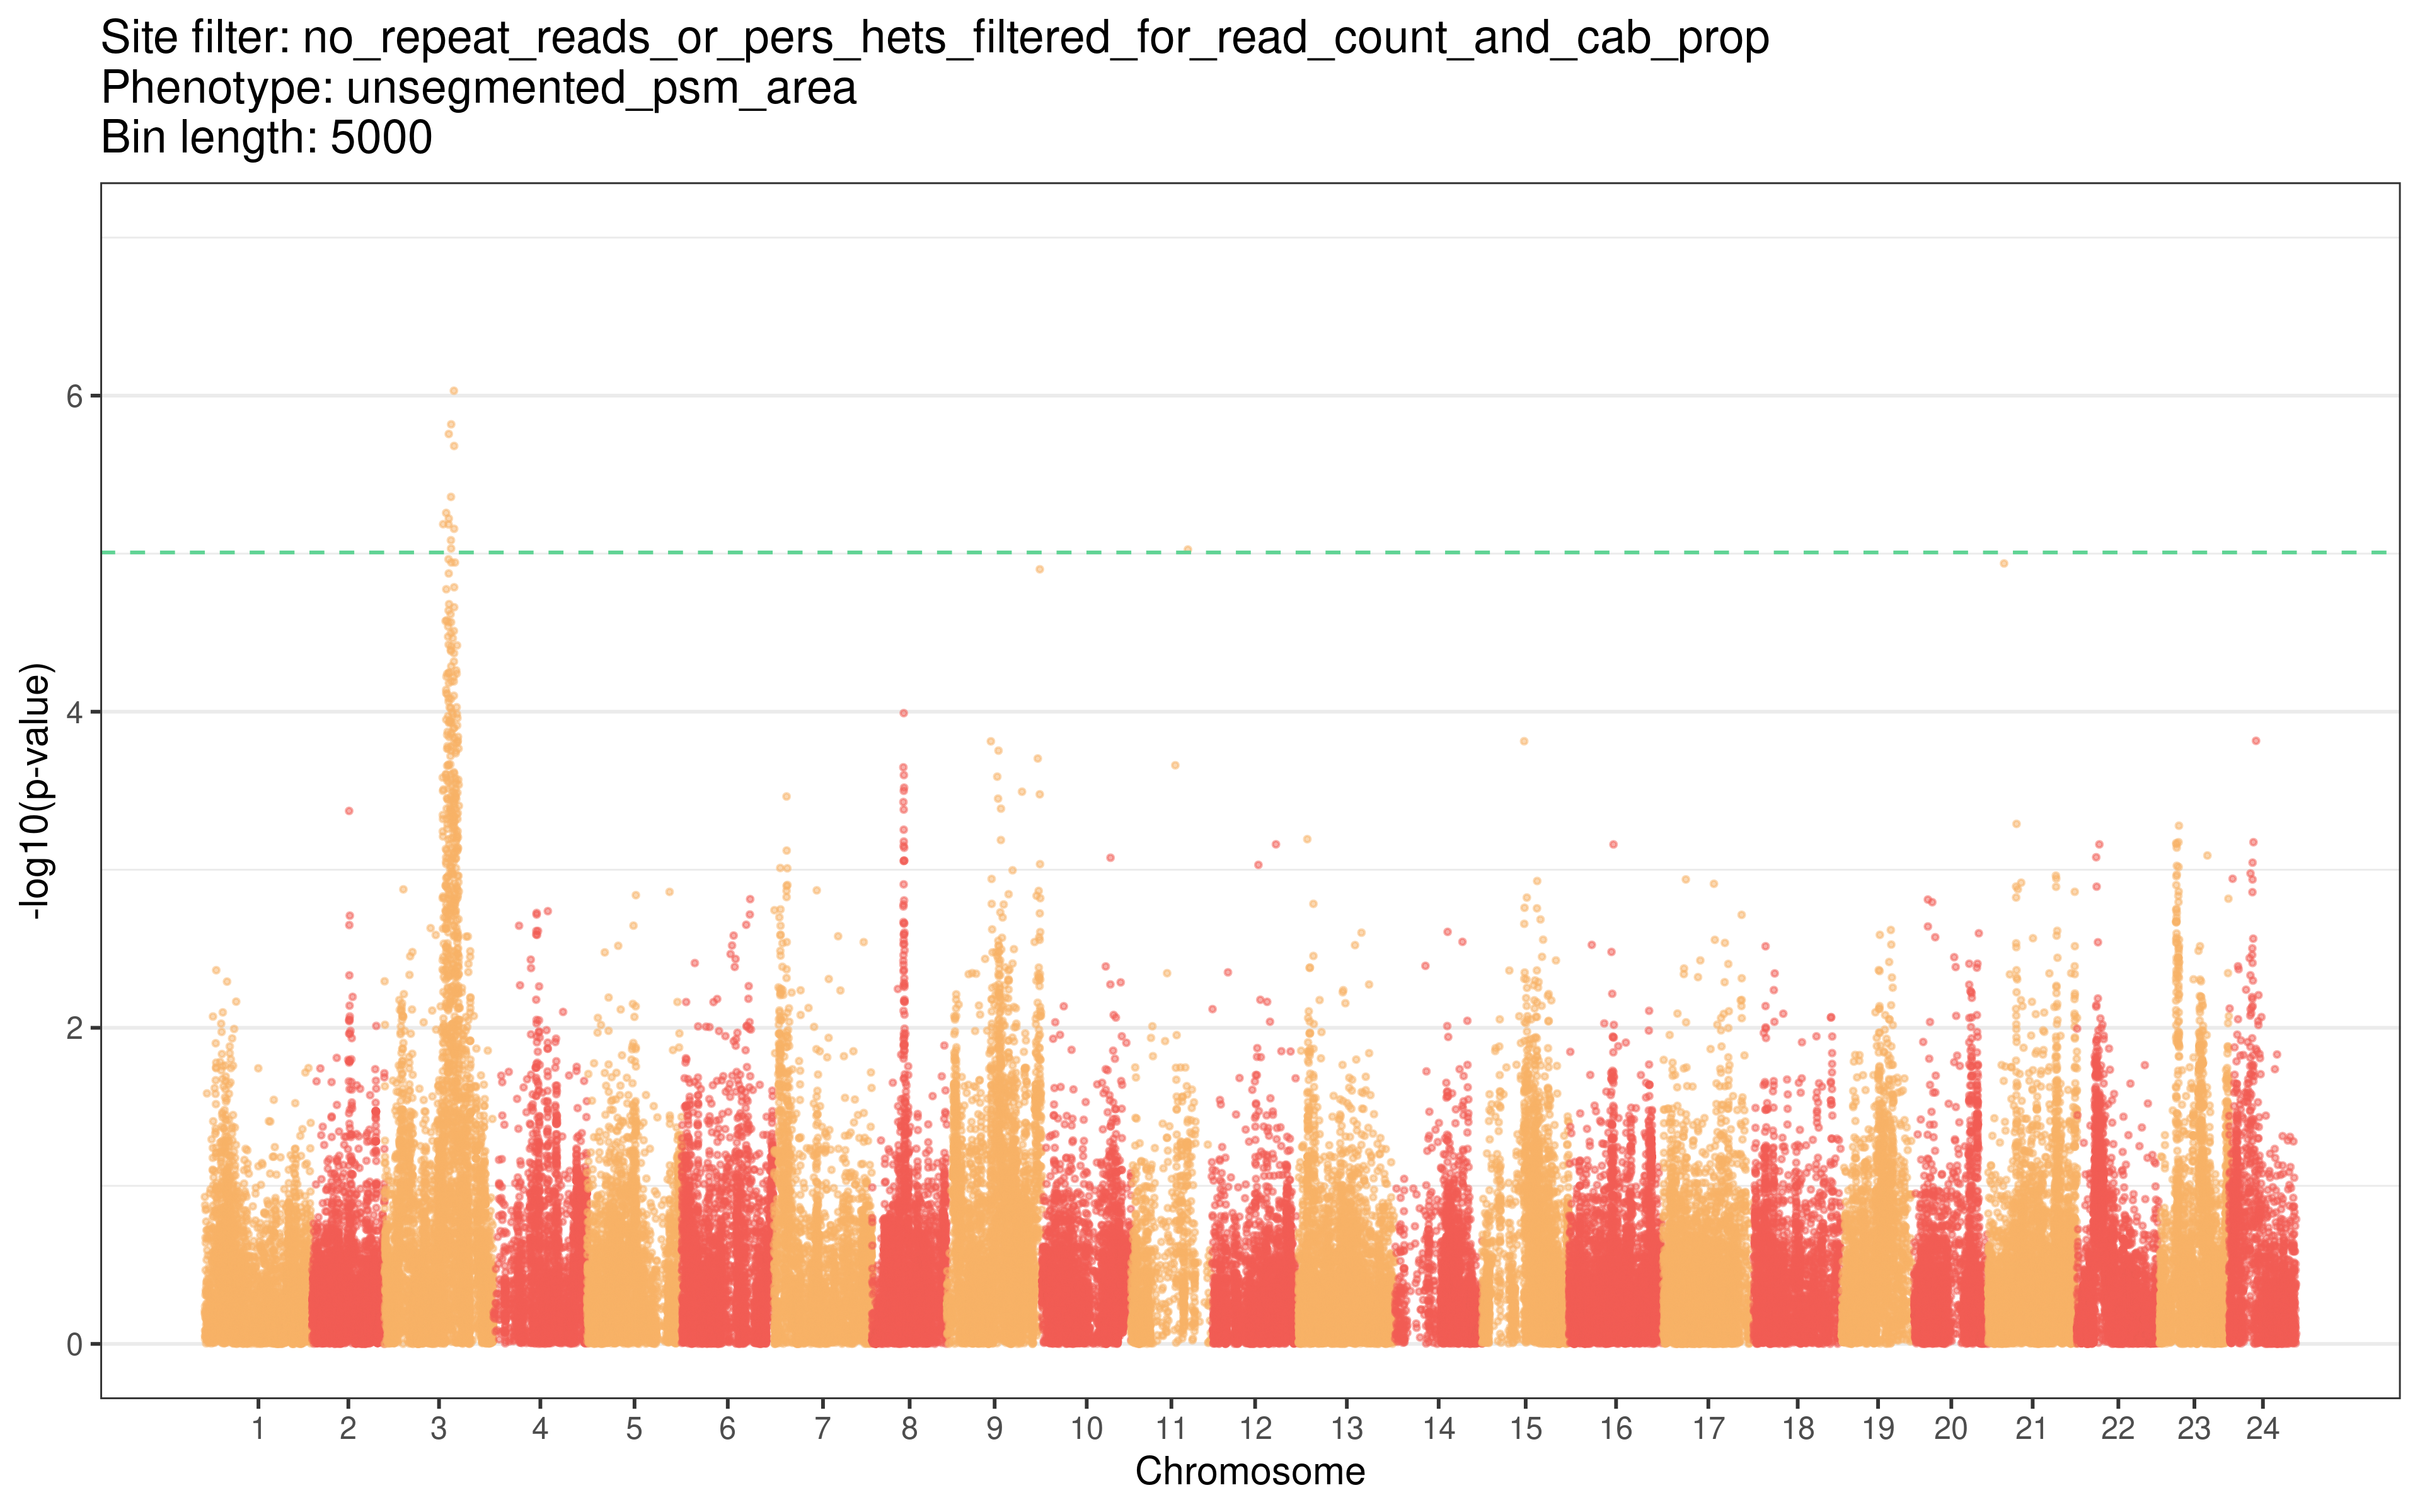 Site filter: no_repeat_reads_or_pers_hets_filtered_for_read_count_and_cab_prop
Phenotype: unsegmented_psm_area
Bin length: 5000
-log10(p-value)
6
4
2
0
1 2 3 4 5 6 7 8 9 10 11 12 13 14 15 16 17 18 19 20 21 22 23 24
Chromosome